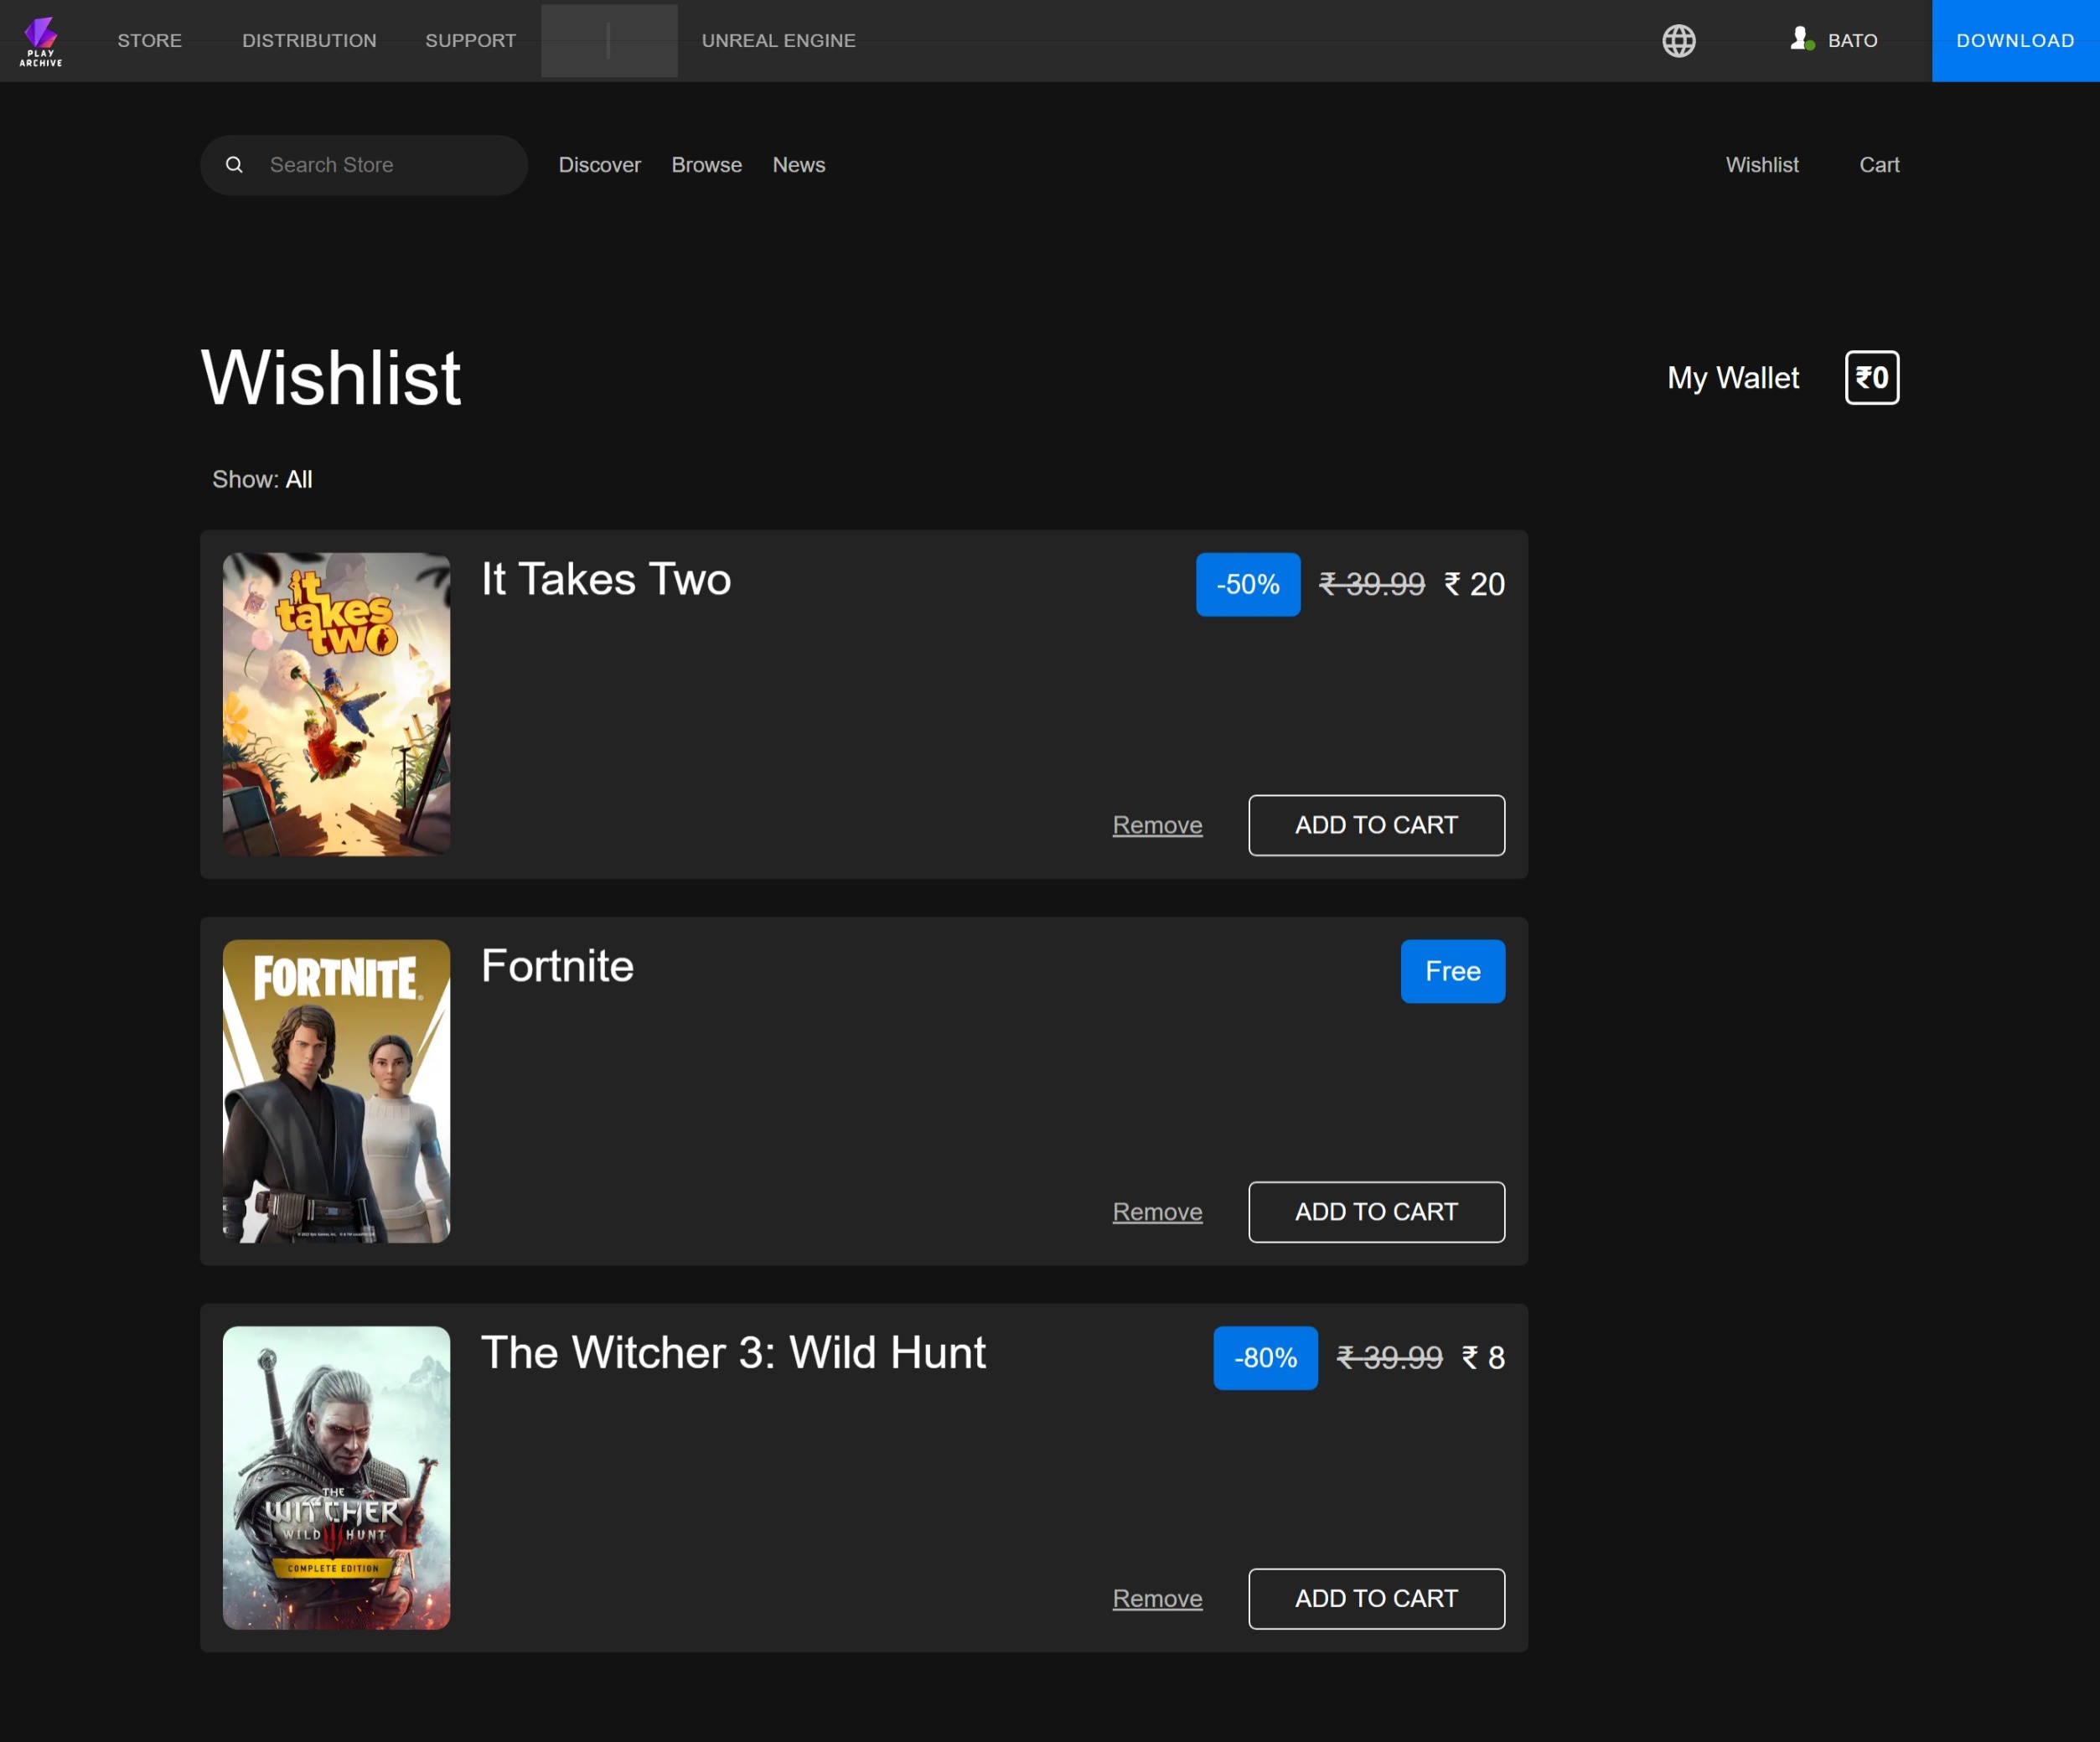 PLAY
ARCHIVE
STORE
DISTRIBUTION
SUPPORT
UNREAL ENGINE
BATO
DOWNLOAD
Search Store
Discover
Browse
News
Wishlist
Cart
Wishlist
My Wallet
₹0
Show: All
it
takes
two
It Takes Two
-50%
₹ 39.99
₹ 20
Remove
ADD TO CART
FORTNITE
Fortnite
Free
Remove
ADD TO CART
THE
WITCHER
WILD HUNT
COMPLETE EDITION
The Witcher 3: Wild Hunt
-80%
₹ 39.99
₹ 8
Remove
ADD TO CART